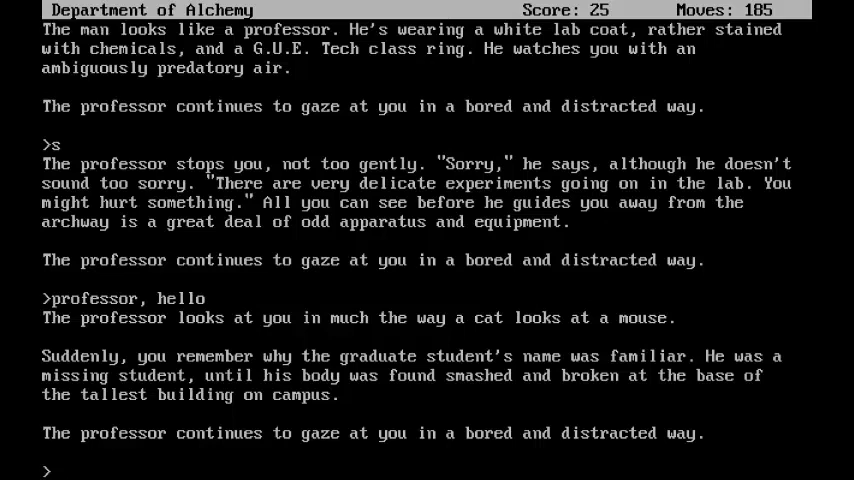 Department of Alchemy Score: 25 Moves: 185
The man looks like a professor. He's wearing a white lab coat, rather stained
with chemicals, and a G.U.E. Tech class ring. He watches you with an
ambiguously predatory air.
The professor continues to gaze at you in a bored and distracted way.
>s
The professor stops you, not too gently. "Sorry," he says, although he doesn't
sound too sorry. "There are very delicate experiments going on in the lab. You
might hurt something." All you can see before he guides you away from the
archway is a great deal of odd apparatus and equipment.
The professor continues to gaze at you in a bored and distracted way.
>professor, hello
The professor looks at you in much the way a cat looks at a mouse.
Suddenly, you remember why the graduate student's name was familiar. He was a
missing student, until his body was found smashed and broken at the base of
the tallest building on campus.
The professor continues to gaze at you in a bored and distracted way.
>